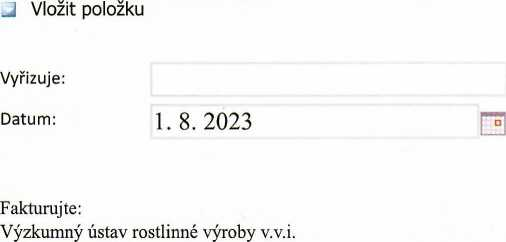 Vložit položku
Vyřizuje:
Datum: 1. 8. 2023
Fakturujte:
Výzkumný ústav rostlinné výroby v.v.i.